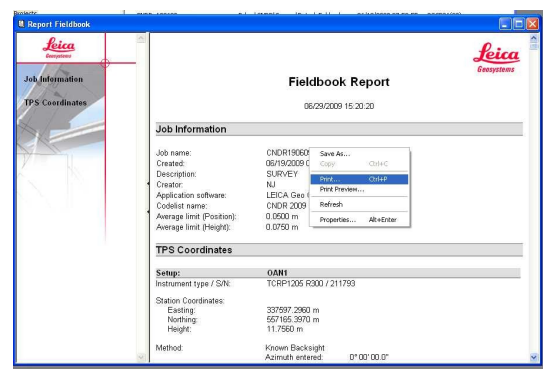 Report Fieldbook
Leica
Geosystems
Job Information
TPS Coordinates
Leica
Geosystems
Fieldbook Report
06/29/2009 15:20:20
Job Information
Job name: CNDR19060
Created: 06/19/2009
Description: SURVEY
Creator: NJ
Application software: LEICA Geo
Codelist name: CNDR 2009
Average limit (Position): 0.0500 m
Average limit (Height): 0.0750 m
Save As...
Copy Ctrl+C
Print... Ctrl+P
Print Preview...
Refresh
Properties... Alt+Enter
TPS Coordinates
Setup: OAN1
Instrument type / S/N: TCRP1205 R300 / 211793
Station Coordinates:
Easting: 337597.2960 m
Northing: 557165.3970 m
Height: 11.7560 m
Method: Known Backsight
Azimuth entered: 0° 00' 00.0"